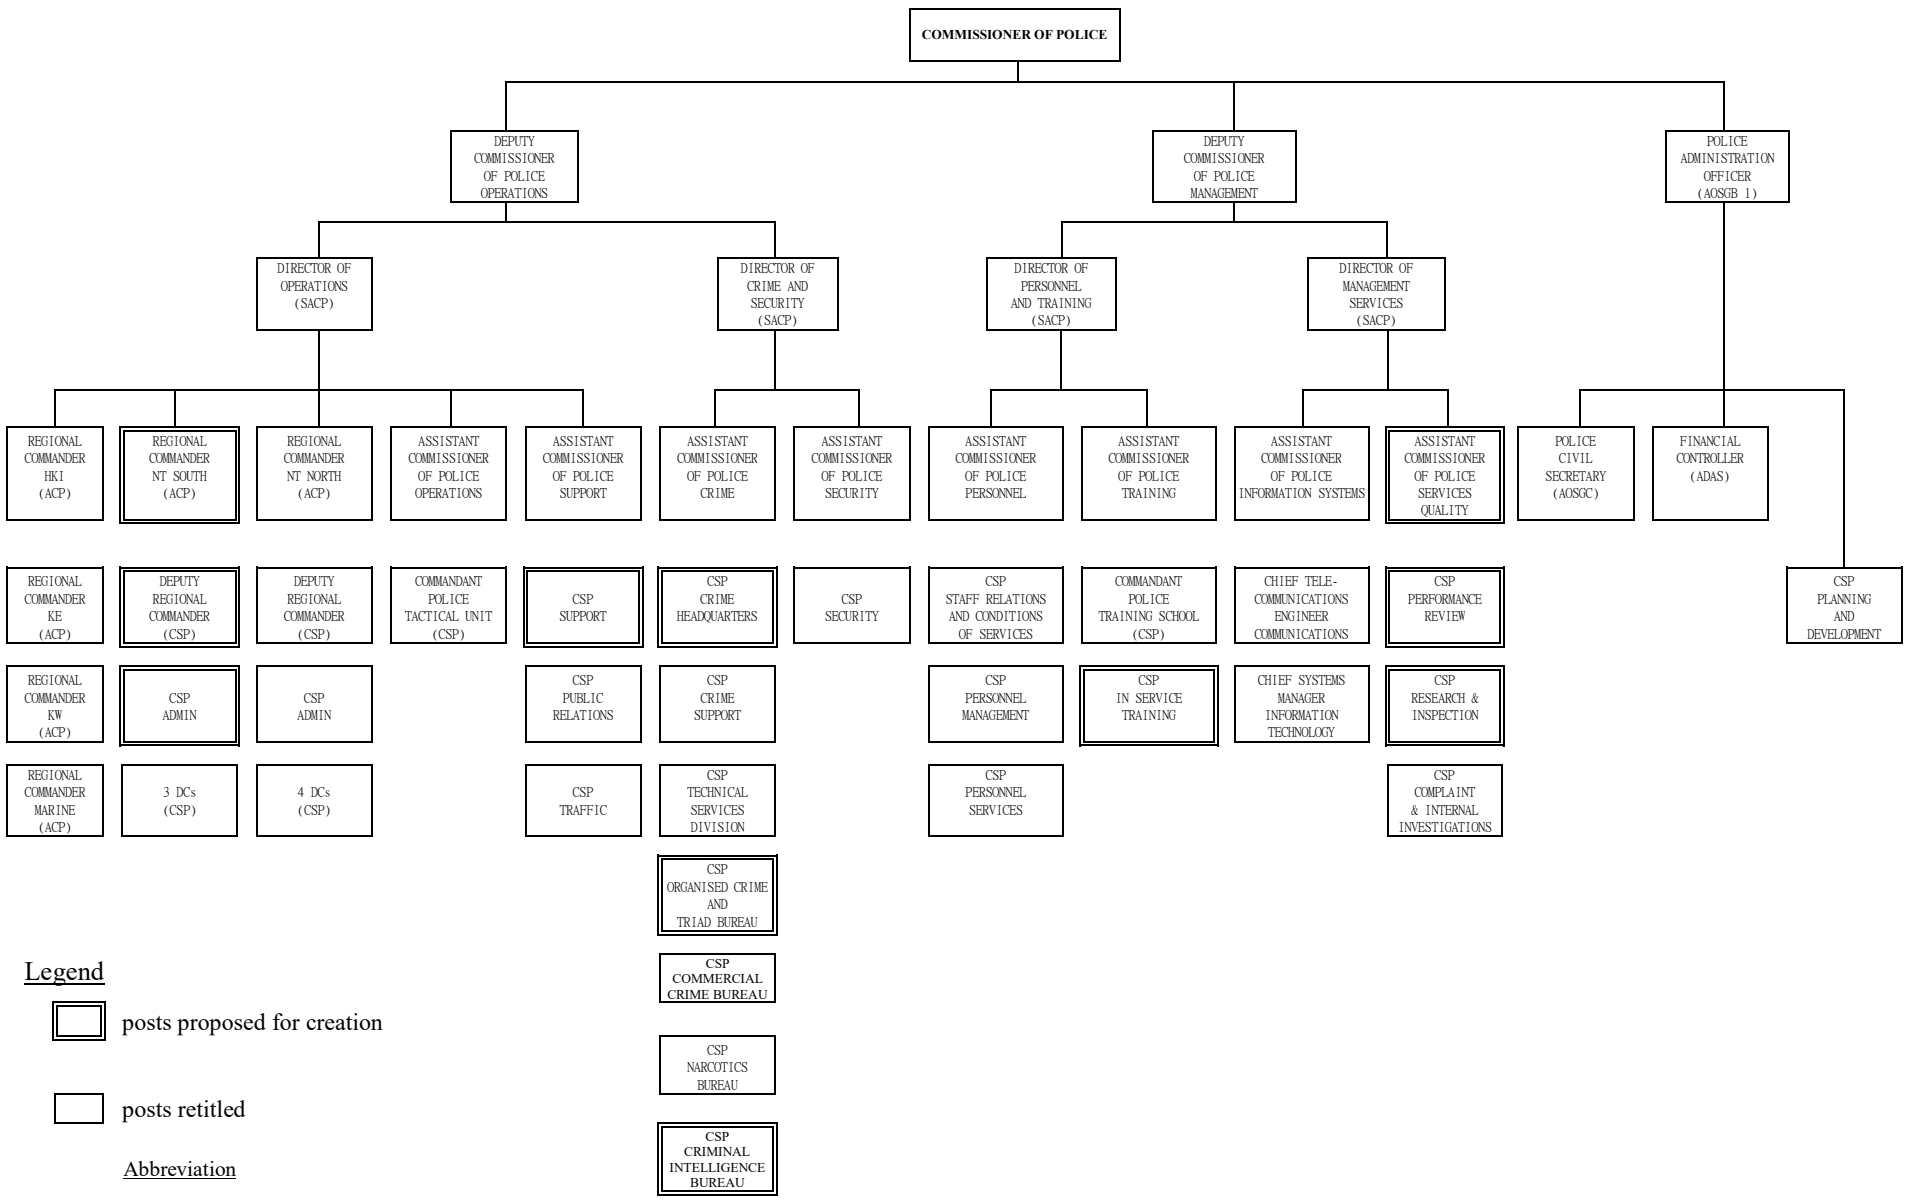 COMMISSIONER OF POLICE
DEPUTY
COMMISSIONER
OF POLICE
OPERATIONS
DEPUTY
COMMISSIONER
OF POLICE
MANAGEMENT
POLICE
ADMINISTRATION
OFFICER
(AOSGB 1)
DIRECTOR OF
OPERATIONS
(SACP)
DIRECTOR OF
CRIME AND
SECURITY
(SACP)
DIRECTOR OF
PERSONNEL
AND TRAINING
(SACP)
DIRECTOR OF
MANAGEMENT
SERVICES
(SACP)
REGIONAL
COMMANDER
HKI
(ACP)
REGIONAL
COMMANDER
NT SOUTH
(ACP)
REGIONAL
COMMANDER
NT NORTH
(ACP)
ASSISTANT
COMMISSIONER
OF POLICE
OPERATIONS
ASSISTANT
COMMISSIONER
OF POLICE
SUPPORT
ASSISTANT
COMMISSIONER
OF POLICE
CRIME
ASSISTANT
COMMISSIONER
OF POLICE
SECURITY
ASSISTANT
COMMISSIONER
OF POLICE
PERSONNEL
ASSISTANT
COMMISSIONER
OF POLICE
TRAINING
ASSISTANT
COMMISSIONER
OF POLICE
INFORMATION SYSTEMS
ASSISTANT
COMMISSIONER
OF POLICE
SERVICES
QUALITY
POLICE
CIVIL
SECRETARY
(AOSGC)
FINANCIAL
CONTROLLER
(ADAS)
REGIONAL
COMMANDER
KE
(ACP)
DEPUTY
REGIONAL
COMMANDER
(CSP)
DEPUTY
REGIONAL
COMMANDER
(CSP)
COMMANDANT
POLICE
TACTICAL UNIT
(CSP)
CSP
SUPPORT
CSP
CRIME
HEADQUARTERS
CSP
SECURITY
CSP
STAFF RELATIONS
AND CONDITIONS
OF SERVICES
COMMANDANT
POLICE
TRAINING SCHOOL
(CSP)
CHIEF TELE-
COMMUNICATIONS
ENGINEER
COMMUNICATIONS
CSP
PERFORMANCE
REVIEW
CSP
PLANNING
AND
DEVELOPMENT
REGIONAL
COMMANDER
KW
(ACP)
CSP
ADMIN
CSP
ADMIN
CSP
PUBLIC
RELATIONS
CSP
CRIME
SUPPORT
CSP
PERSONNEL
MANAGEMENT
CSP
IN SERVICE
TRAINING
CHIEF SYSTEMS
MANAGER
INFORMATION
TECHNOLOGY
CSP
RESEARCH &
INSPECTION
REGIONAL
COMMANDER
MARINE
(ACP)
3 DCs
(CSP)
4 DCs
(CSP)
CSP
TRAFFIC
CSP
TECHNICAL
SERVICES
DIVISION
CSP
PERSONNEL
SERVICES
CSP
COMPLAINT
& INTERNAL
INVESTIGATIONS
CSP
ORGANISED CRIME
AND
TRIAD BUREAU
CSP
COMMERCIAL
CRIME BUREAU
CSP
NARCOTICS
BUREAU
CSP
CRIMINAL
INTELLIGENCE
BUREAU
Legend
posts proposed for creation
posts retitled
Abbreviation